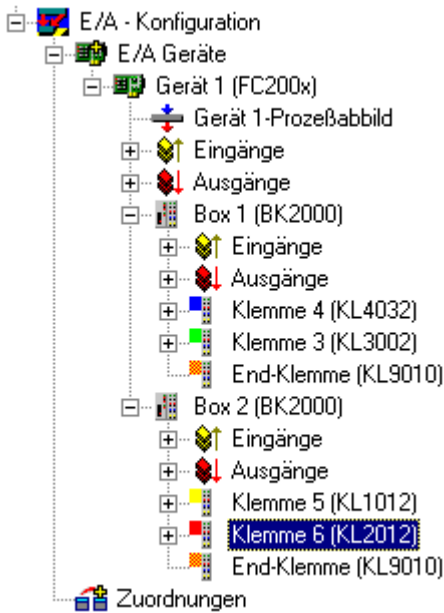 E/A - Konfiguration
E/A Geräte
Gerät 1 (FC200x)
Gerät 1-Prozeßabbild
Eingänge
Ausgänge
Box 1 (BK2000)
Eingänge
Ausgänge
Klemme 4 (KL4032)
Klemme 3 (KL3002)
End-Klemme (KL9010)
Box 2 (BK2000)
Eingänge
Ausgänge
Klemme 5 (KL1012)
Klemme 6 (KL2012)
End-Klemme (KL9010)
Zuordnungen